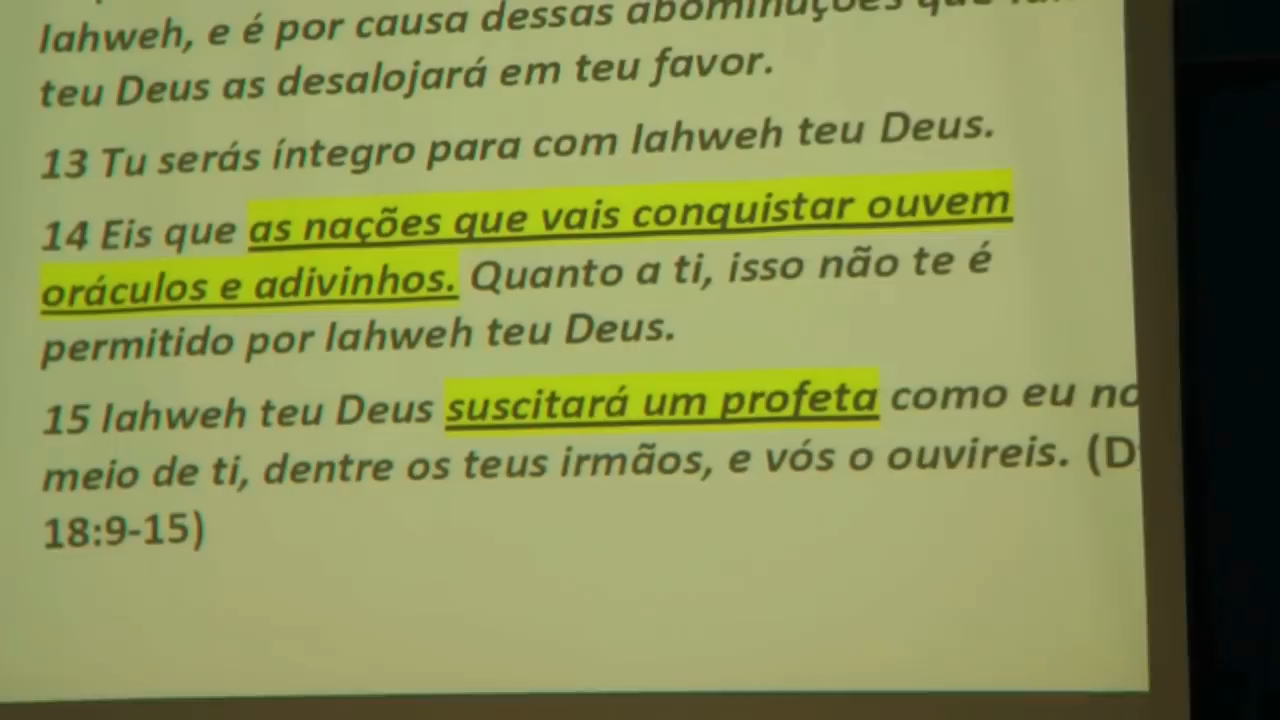 Iahweh, e é por causa dessas abominações que
teu Deus as desalojará em teu favor.
13 Tu serás íntegro para com Iahweh teu Deus.
14 Eis que as nações que vais conquistar ouvem
oráculos e adivinhos. Quanto a ti, isso não te é
permitido por Iahweh teu Deus.
15 Iahweh teu Deus suscitará um profeta como eu no
meio de ti, dentre os teus irmãos, e vós o ouvireis. (D
18:9-15)